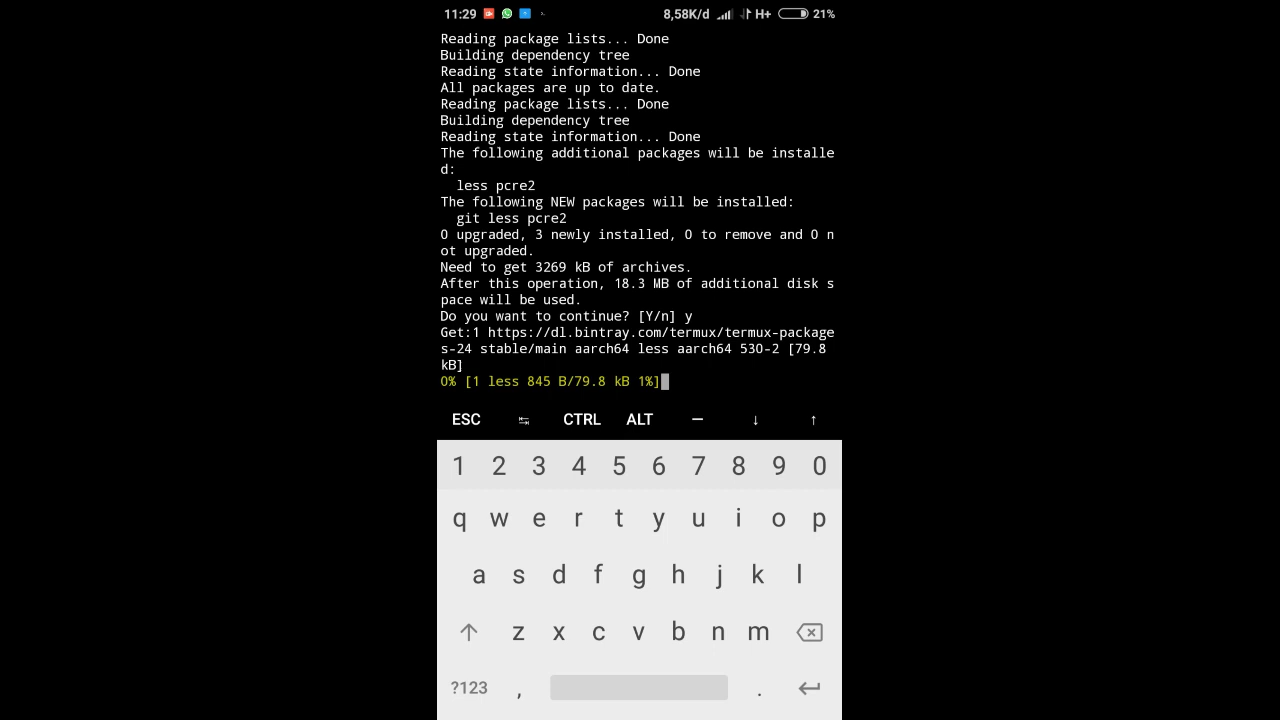 11:29 8,58K/d H+ 21%
Reading package lists... Done
Building dependency tree
Reading state information... Done
All packages are up to date.
Reading package lists... Done
Building dependency tree
Reading state information... Done
The following additional packages will be installe
d:
less pcre2
The following NEW packages will be installed:
git less pcre2
0 upgraded, 3 newly installed, 0 to remove and 0 n
ot upgraded.
Need to get 3269 kB of archives.
After this operation, 18.3 MB of additional disk s
pace will be used.
Do you want to continue? [Y/n] y
Get:1 https://dl.bintray.com/termux/termux-package
s-24 stable/main aarch64 less aarch64 530-2 [79.8
kB]
0% [1 less 845 B/79.8 kB 1%]
ESC ↹ CTRL ALT — ↓ ↑
1 2 3 4 5 6 7 8 9 0
q w e r t y u i o p
a s d f g h j k l
z x c v b n m
?123 , .